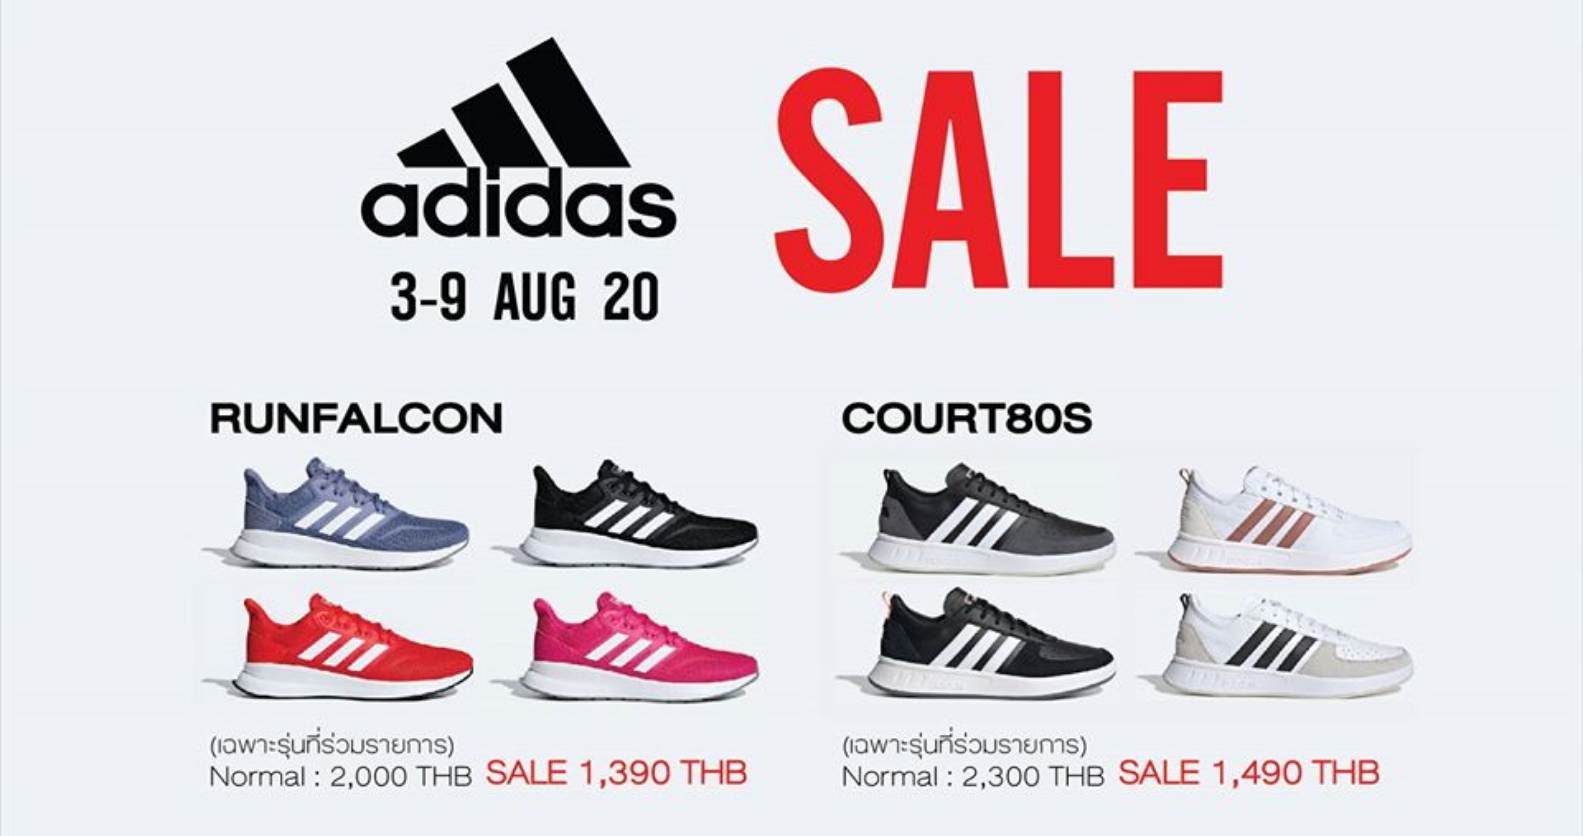 adidas
SALE
3-9 AUG 20
RUNFALCON
(เฉพาะรุ่นที่ร่วมรายการ)
Normal : 2,000 THB SALE 1,390 THB
COURT80S
(เฉพาะรุ่นที่ร่วมรายการ)
Normal : 2,300 THB SALE 1,490 THB